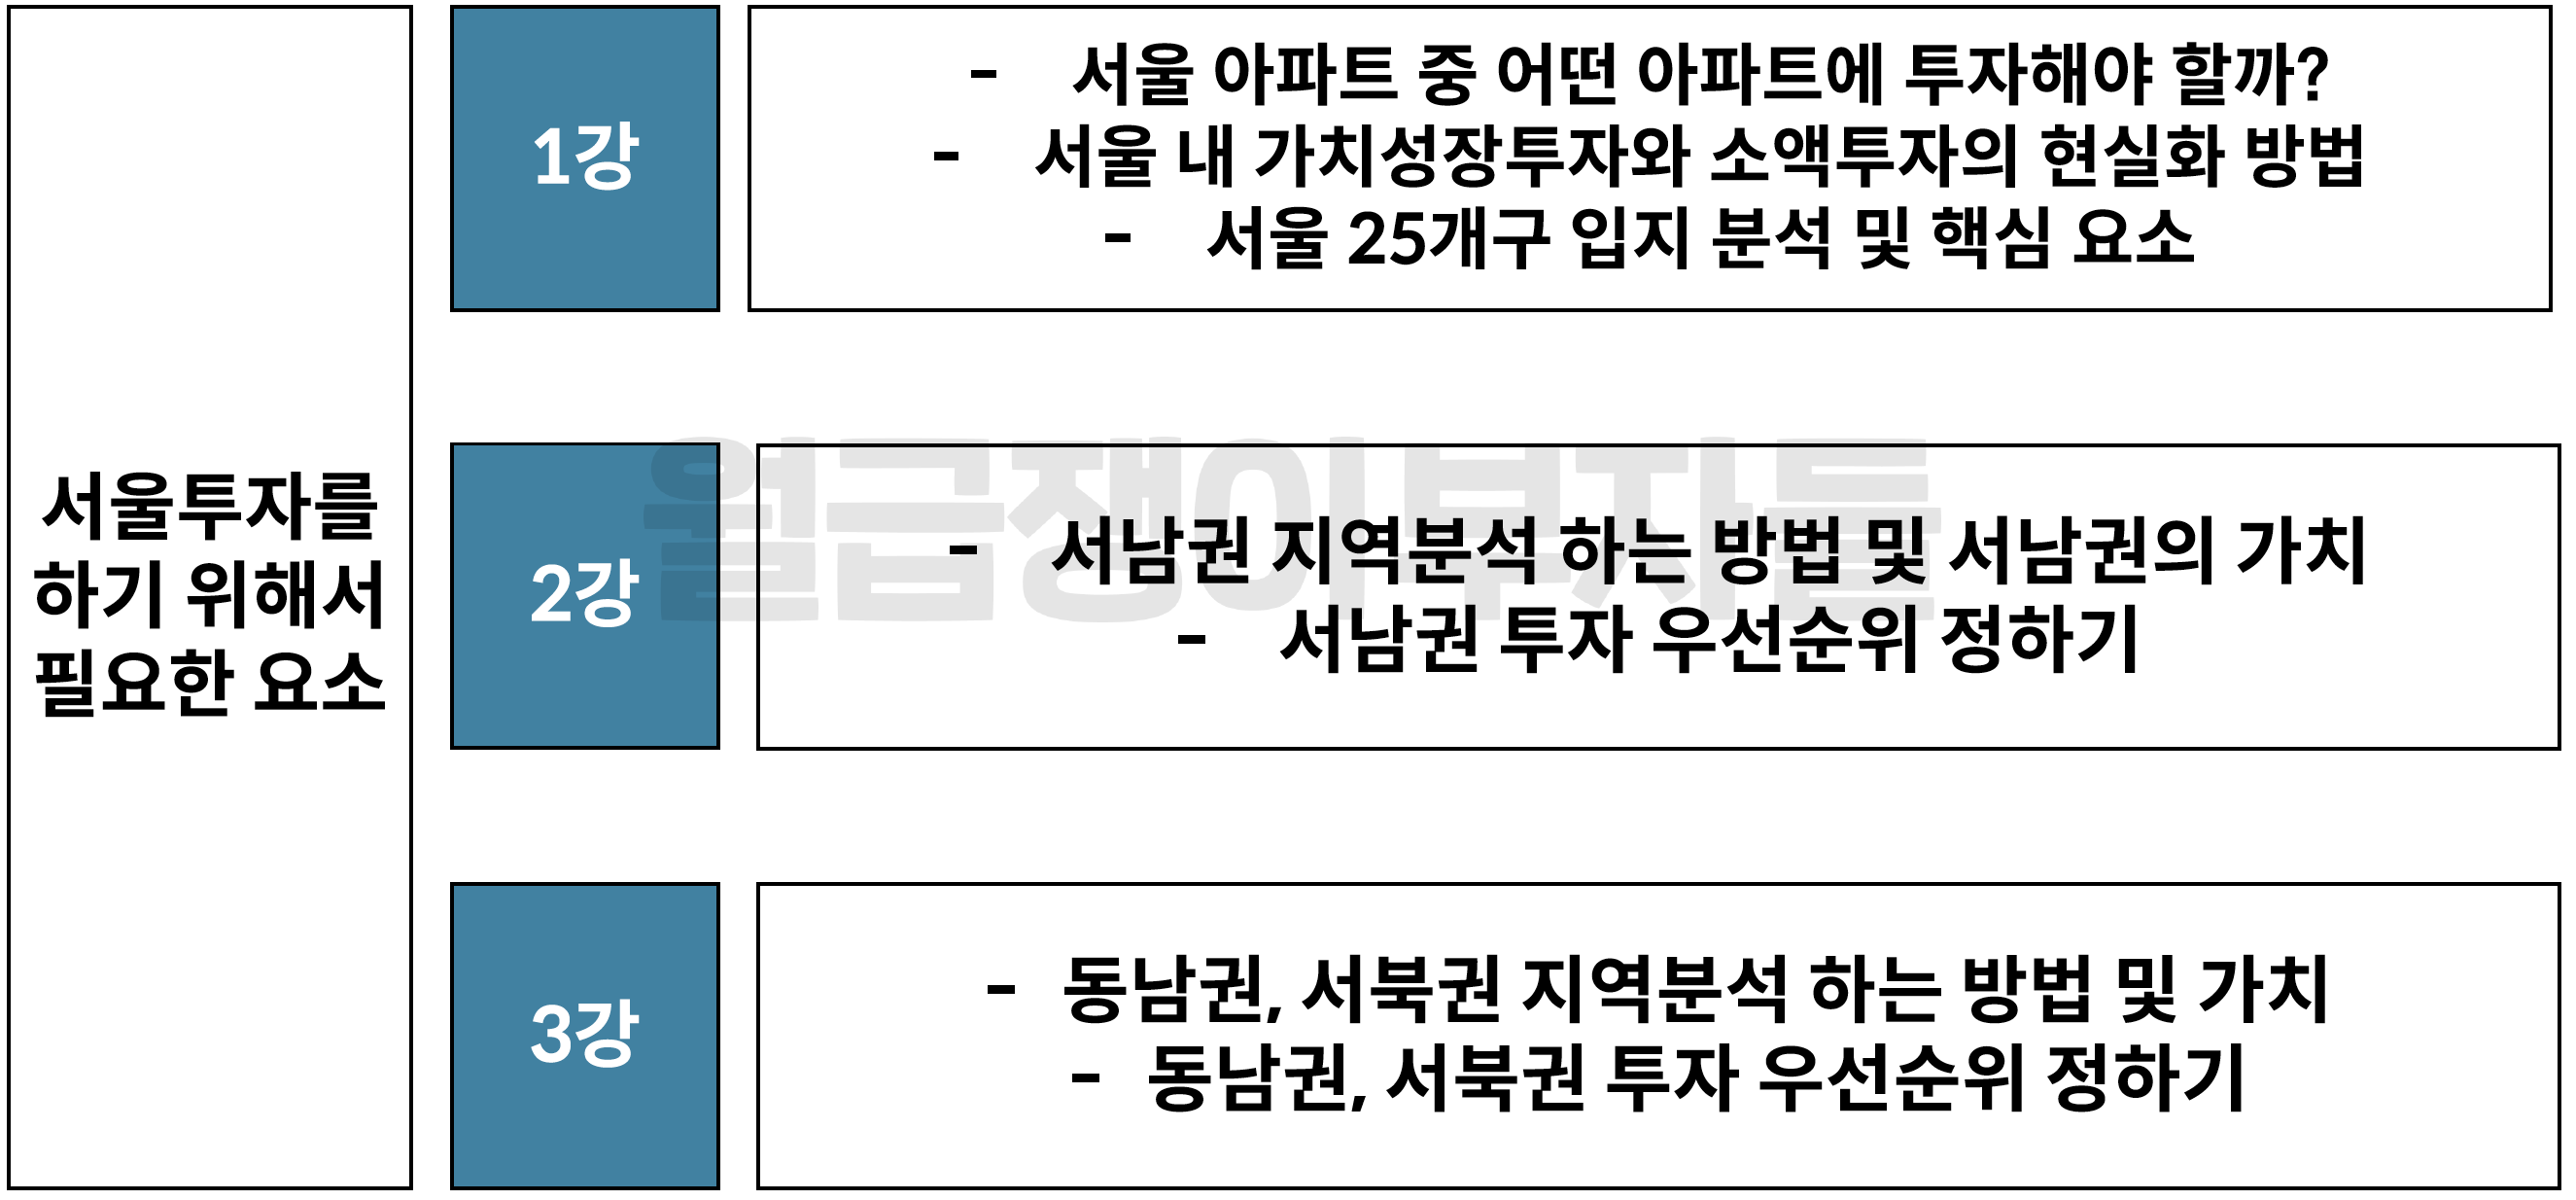 서울투자를
하기 위해서
필요한 요소
1강
- 서울 아파트 중 어떤 아파트에 투자해야 할까?
- 서울 내 가치성장투자와 소액투자의 현실화 방법
- 서울 25개구 입지 분석 및 핵심 요소
2강
- 서남권 지역분석 하는 방법 및 서남권의 가치
- 서남권 투자 우선순위 정하기
3강
- 동남권, 서북권 지역분석 하는 방법 및 가치
- 동남권, 서북권 투자 우선순위 정하기
월급쟁이부자들